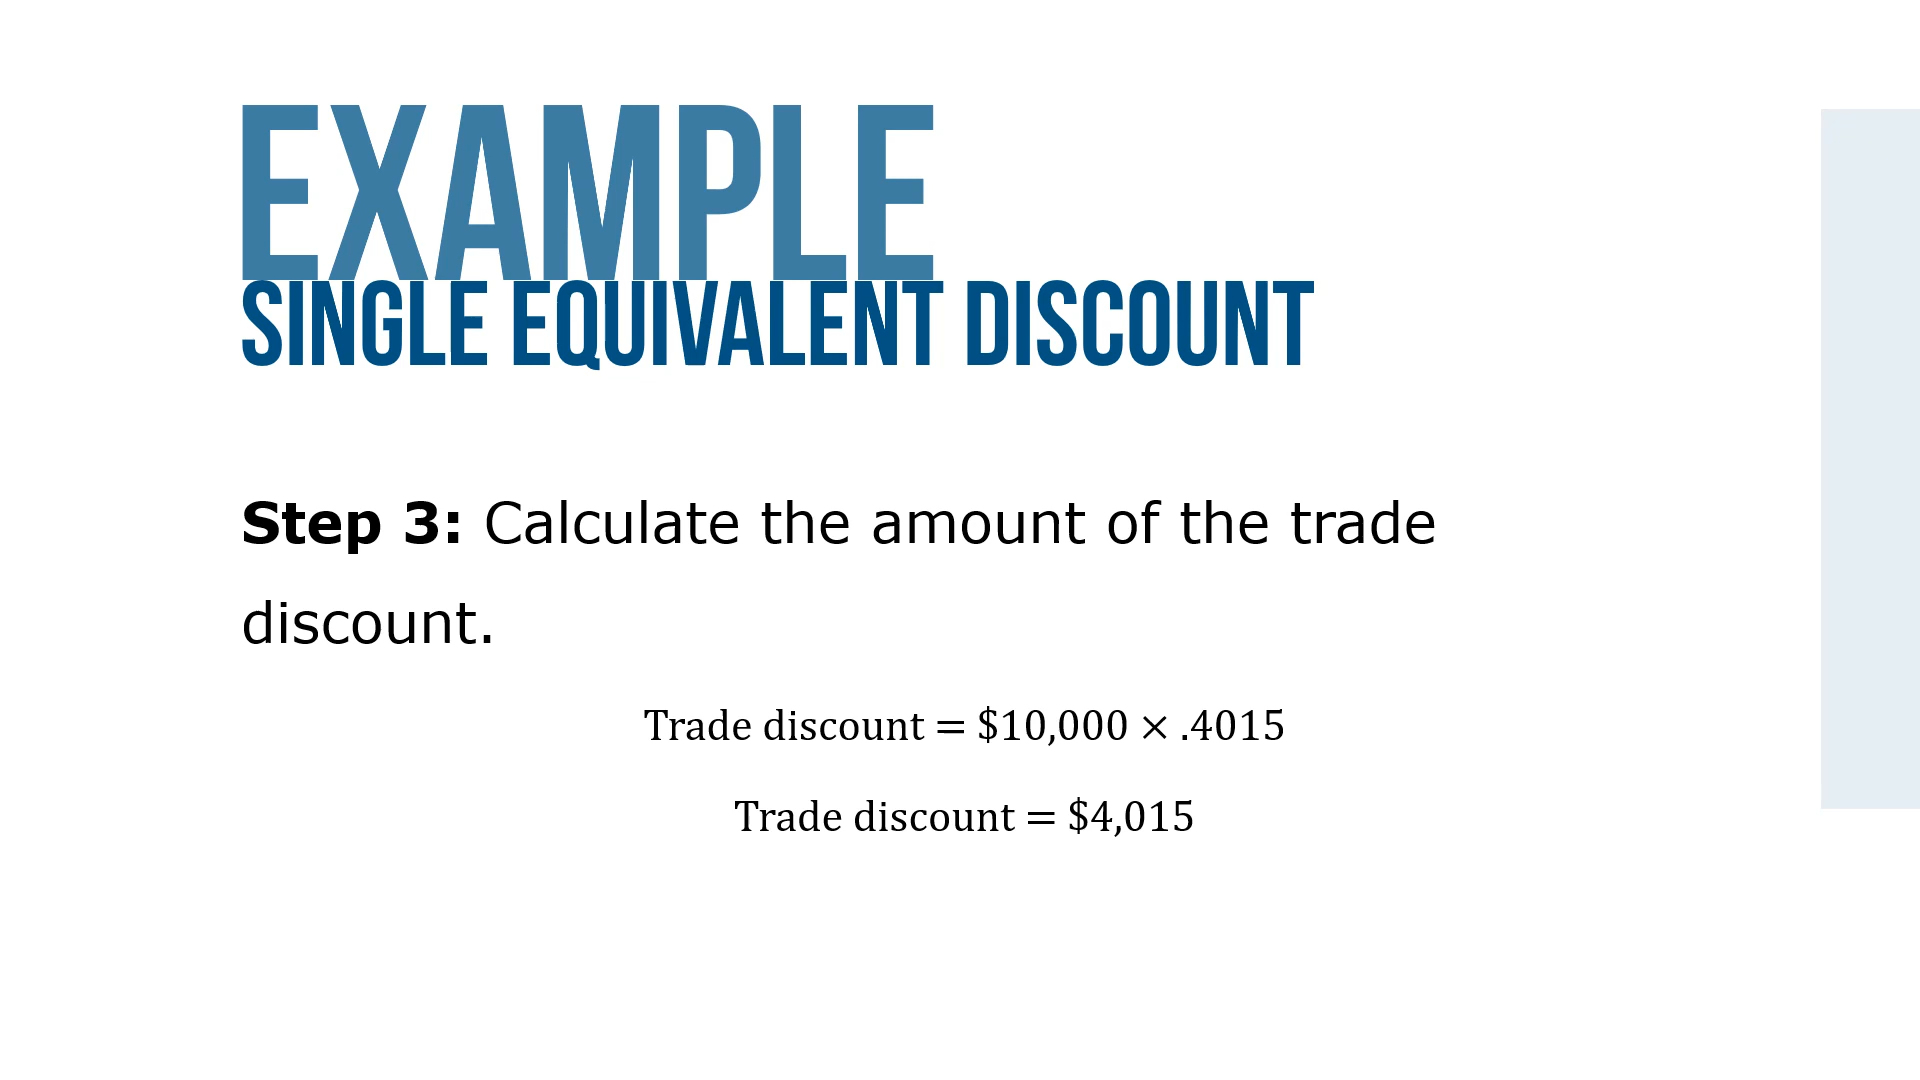 EXAMPLE
SINGLE EQUIVALENT DISCOUNT
Step 3: Calculate the amount of the trade
discount.
Trade discount = $10,000 × .4015
Trade discount = $4,015